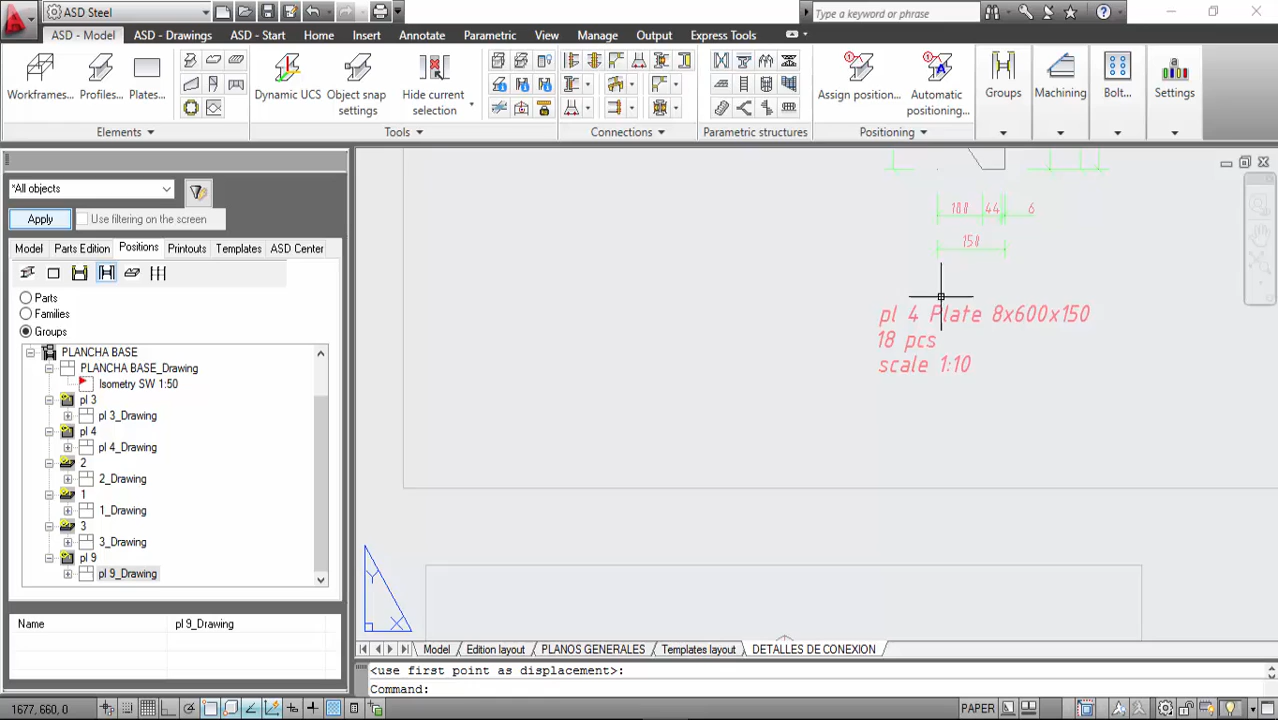 ASD Steel
Type a keyword or phrase
ASD - Model ASD - Drawings ASD - Start Home Insert Annotate Parametric View Manage Output Express Tools
Workframes... Profiles... Plates... Dynamic UCS Object snap settings Hide current selection Assign position... Automatic positioning... Groups Machining Bolt... Settings
Elements Tools Connections Parametric structures Positioning
*All objects
Apply Use filtering on the screen
Model Parts Edition Positions Printouts Templates ASD Center
Parts
Families
Groups
PLANCHA BASE
PLANCHA BASE_Drawing
Isometry SW 1:50
pl 3
pl 3_Drawing
pl 4
pl 4_Drawing
2
2_Drawing
1
1_Drawing
3
3_Drawing
pl 9
pl 9_Drawing
Name pl 9_Drawing
44 6
150
pl 4 Plate 8x600x150
18 pcs
scale 1:10
Y
X
Model Edition layout PLANOS GENERALES Templates layout DETALLES DE CONEXION
<use first point as displacement>:
Command:
1677, 660, 0 PAPER